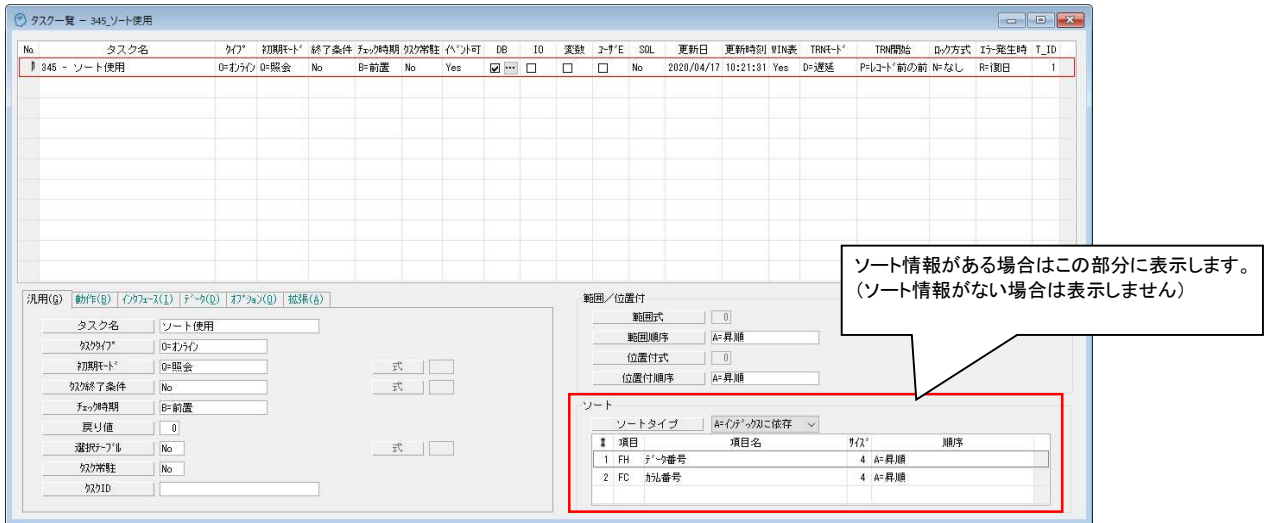 タスク一覧 － 345_ソート使用
No. タスク名 ﾀｲﾌﾟ 初期ﾓｰﾄﾞ 終了条件 ﾁｪｯｸ時期 ﾀｽｸ常駐 ｲﾍﾞﾝﾄ可 DB IO 変数 ﾕｰｻﾞE SQL 更新日 更新時刻 WIN表 TRNﾓｰﾄﾞ TRN開始 ﾛｯｸ方式 ｴﾗｰ発生時 T_ID
1 345 - ソート使用 O=ｵﾝﾗｲﾝ Q=照会 No B=前置 No Yes ... No 2020/04/17 10:21:31 Yes D=遅延 P=ﾚｺｰﾄﾞ前の前 N=なし R=復旧 1
ソート情報がある場合はこの部分に表示します。
（ソート情報がない場合は表示しません）
汎用(G) 動作(B) ｲﾝﾀﾌｪｰｽ(I) ﾃﾞｰﾀ(D) ｵﾌﾟｼｮﾝ(O) 拡張(A)
タスク名 ソート使用
ﾀｽｸﾀｲﾌﾟ O=ｵﾝﾗｲﾝ
初期ﾓｰﾄﾞ Q=照会 式
ﾀｽｸ終了条件 No 式
ﾁｪｯｸ時期 B=前置
戻り値 0
選択ﾃｰﾌﾞﾙ No 式
ﾀｽｸ常駐 No
ﾀｽｸID
範囲／位置付
範囲式 0
範囲順序 A=昇順
位置付式 0
位置付順序 A=昇順
ソート
ソートタイプ A=ｲﾝﾃﾞｯｸｽに依存
# 項目 項目名 ｻｲｽﾞ 順序
1 FH ﾃﾞｰﾀ番号 4 A=昇順
2 FC ｶﾗﾑ番号 4 A=昇順